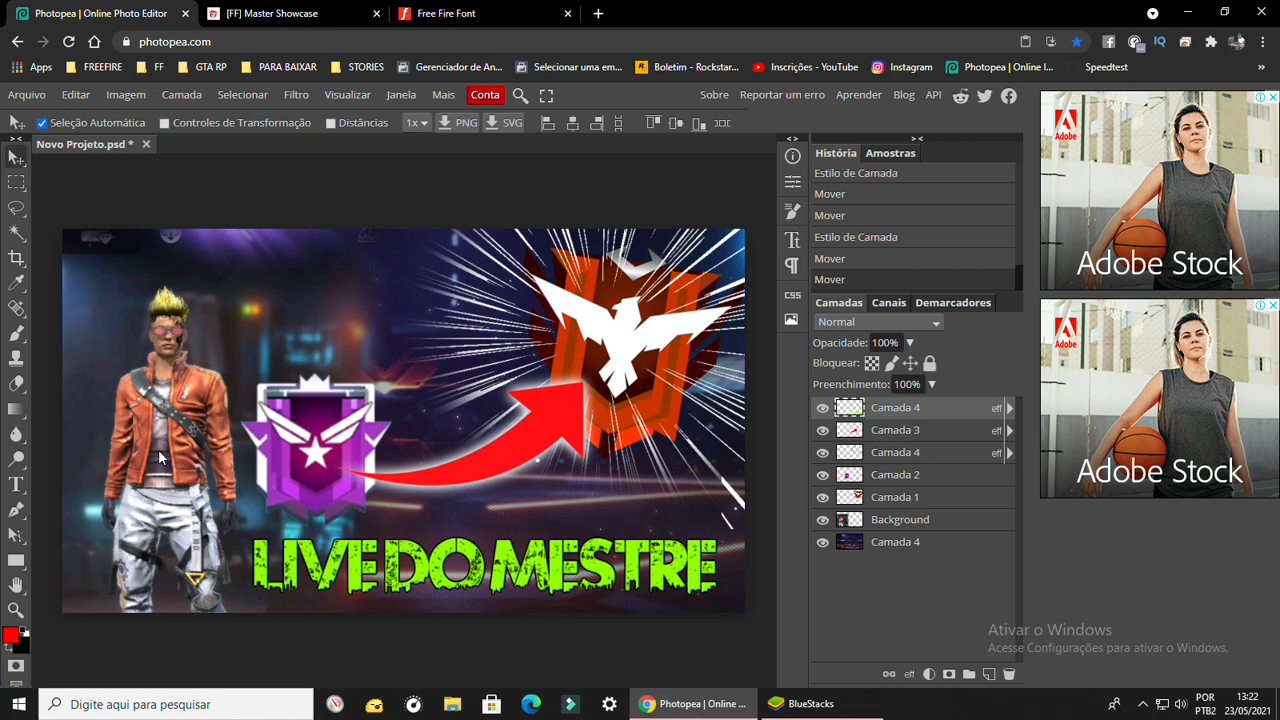 Photopea | Online Photo Editor
[FF] Master Showcase
Free Fire Font
photopea.com
Apps
FREEFIRE
FF
GTA RP
PARA BAIXAR
STORIES
Gerenciador de An...
Selecionar uma em...
Boletim - Rockstar...
Inscrições - YouTube
Instagram
Photopea | Online I...
Speedtest
»
Arquivo
Editar
Imagem
Camada
Selecionar
Filtro
Visualizar
Janela
Mais
Conta
Sobre
Reportar um erro
Aprender
Blog
API
Seleção Automática
Controles de Transformação
Distâncias
1x
PNG
SVG
Novo Projeto.psd *
História
Amostras
Estilo de Camada
Mover
Mover
Estilo de Camada
Mover
Mover
CSS
Camadas
Canais
Demarcadores
Normal
Opacidade: 100%
Bloquear:
Preenchimento: 100%
Camada 4 eff
Camada 3 eff
Camada 4 eff
Camada 2
Camada 1
Background
Camada 4
eff
LIVE DO MESTRE
Adobe
Adobe Stock
Adobe
Adobe Stock
Ativar o Windows
Acesse Configurações para ativar o Windows.
Digite aqui para pesquisar
Photopea | Online ...
BlueStacks
POR
PTB2
13:22
23/05/2021